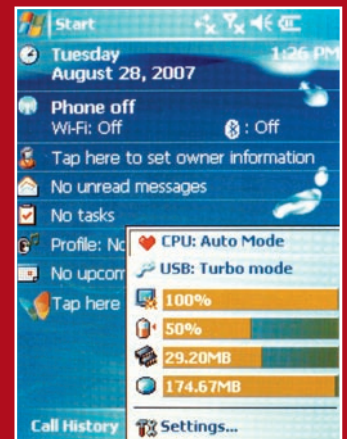 Start
1:26 PM
Tuesday
August 28, 2007
Phone off
Wi-Fi: Off
: Off
Tap here to set owner information
No unread messages
No tasks
Profile: No
No upcom
Tap here
CPU: Auto Mode
USB: Turbo mode
100%
50%
29.20MB
174.67MB
Settings...
Call History